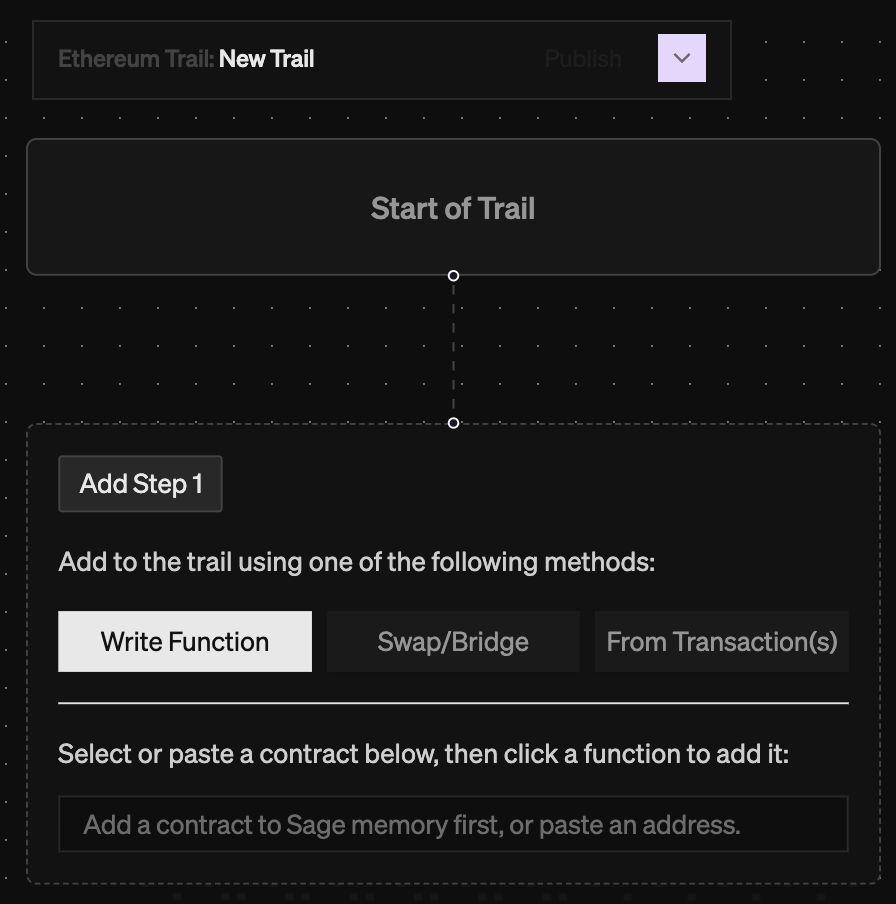 Ethereum Trail: New Trail
Publish
Start of Trail
Add Step 1
Add to the trail using one of the following methods:
Write Function
Swap/Bridge
From Transaction(s)
Select or paste a contract below, then click a function to add it:
Add a contract to Sage memory first, or paste an address.